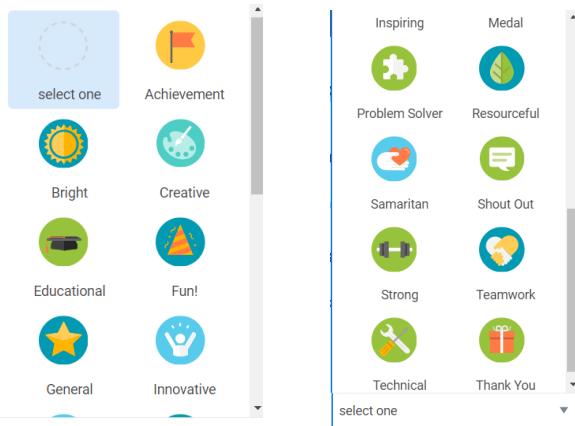 select one
Achievement
Bright
Creative
Educational
Fun!
General
Innovative
Inspiring
Medal
Problem Solver
Resourceful
Samaritan
Shout Out
Strong
Teamwork
Technical
Thank You
select one